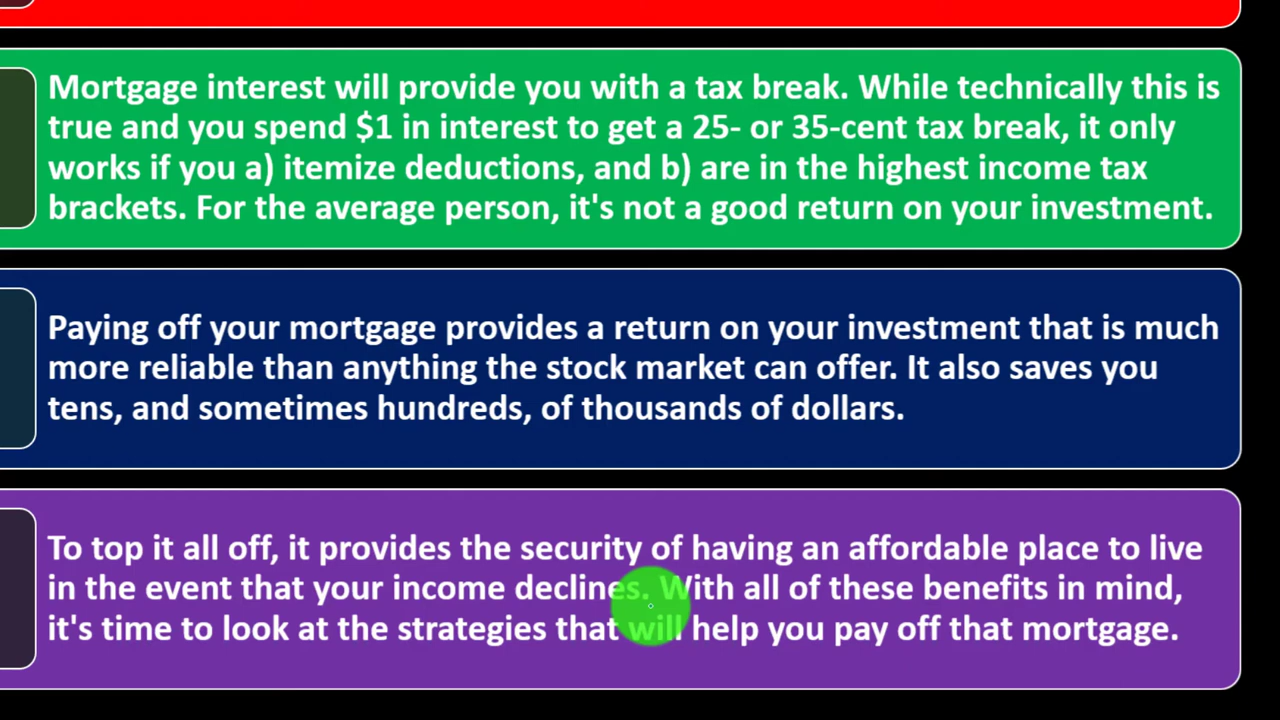 Mortgage interest will provide you with a tax break. While technically this is
true and you spend $1 in interest to get a 25- or 35-cent tax break, it only
works if you a) itemize deductions, and b) are in the highest income tax
brackets. For the average person, it's not a good return on your investment.
Paying off your mortgage provides a return on your investment that is much
more reliable than anything the stock market can offer. It also saves you
tens, and sometimes hundreds, of thousands of dollars.
To top it all off, it provides the security of having an affordable place to live
in the event that your income declines. With all of these benefits in mind,
it's time to look at the strategies that will help you pay off that mortgage.